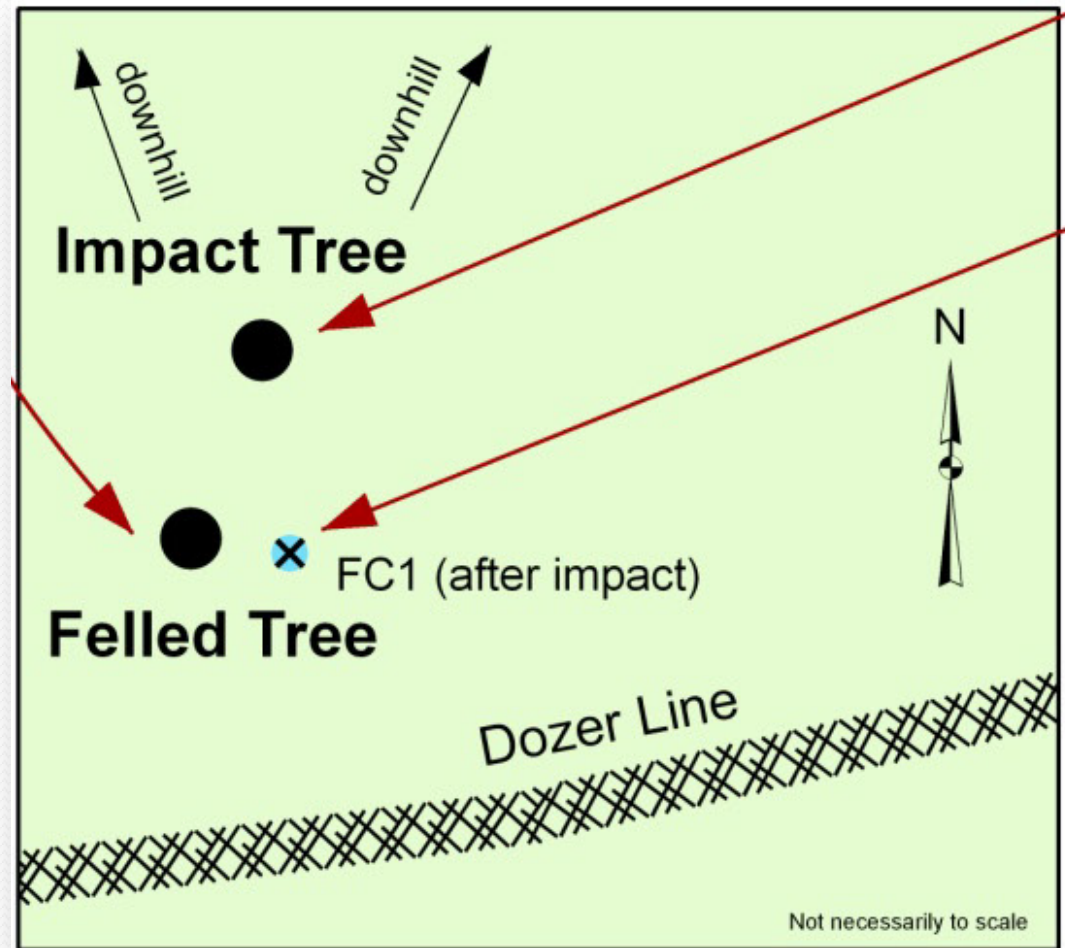 downhill
downhill
Impact Tree
N
FC1 (after impact)
Felled Tree
Dozer Line
Not necessarily to scale